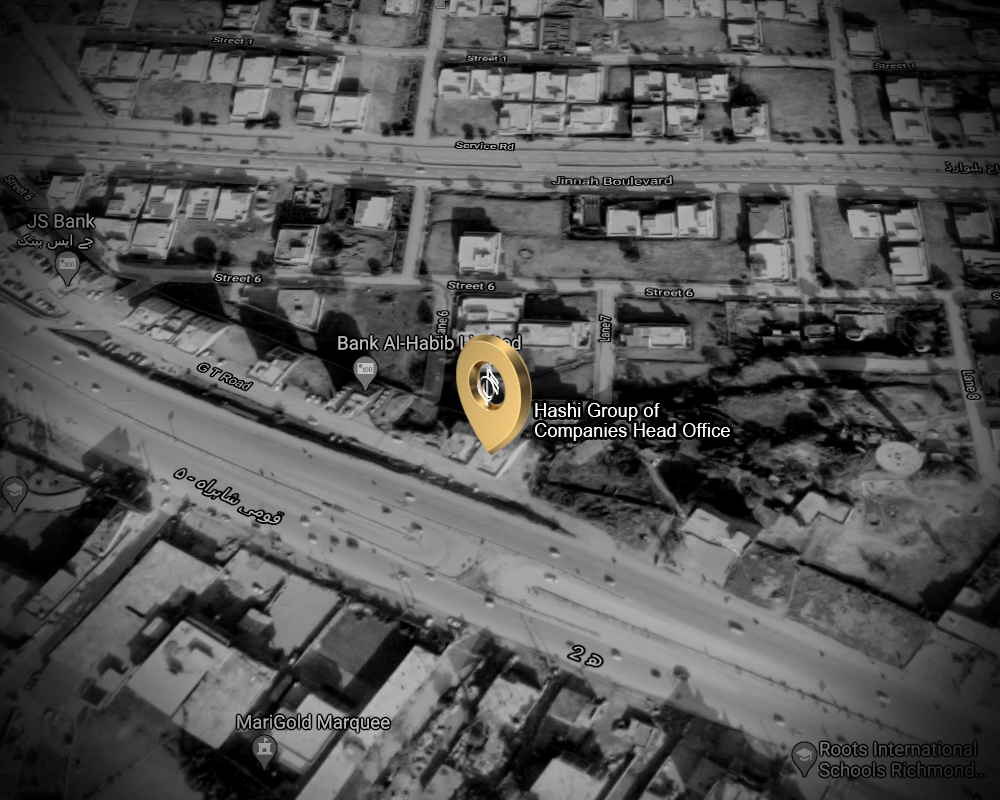 Street 1
Street 1
Street 1
Service Rd
Jinnah Boulevard
Street 6
JS Bank
جے ایس بینک
Street 6
Street 6
Street 6
Lane 6
Lane 7
Bank Al-Habib
G T Road
Lane 8
Hashi Group of
Companies Head Office
قومی شاہراہ - ۵
ھ 2
MariGold Marquee
Roots International
Schools Richmond...